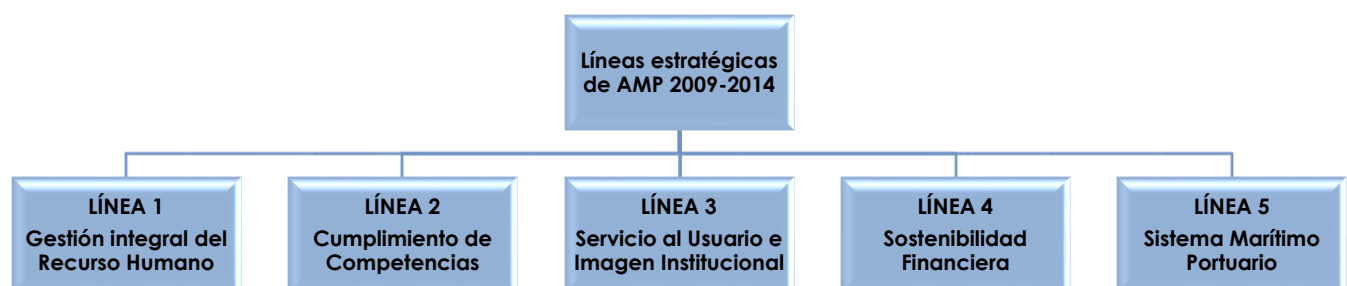 Líneas estratégicas
de AMP 2009-2014
LÍNEA 1
Gestión integral del
Recurso Humano
LÍNEA 2
Cumplimiento de
Competencias
LÍNEA 3
Servicio al Usuario e
Imagen Institucional
LÍNEA 4
Sostenibilidad
Financiera
LÍNEA 5
Sistema Marítimo
Portuario